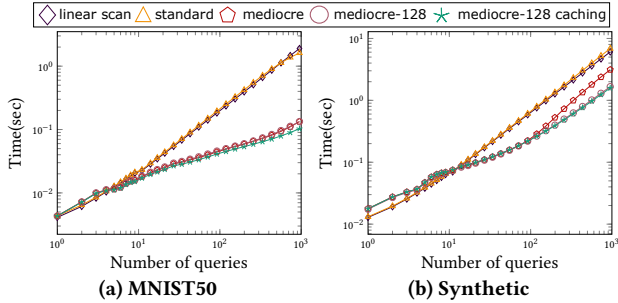 linear scan standard mediocre mediocre-128 mediocre-128 caching
Time(sec)
10^0
10^-1
10^-2
10^0 10^1 10^2 10^3
Number of queries
(a) MNIST50
Time(sec)
10^1
10^0
10^-1
10^-2
10^0 10^1 10^2 10^3
Number of queries
(b) Synthetic